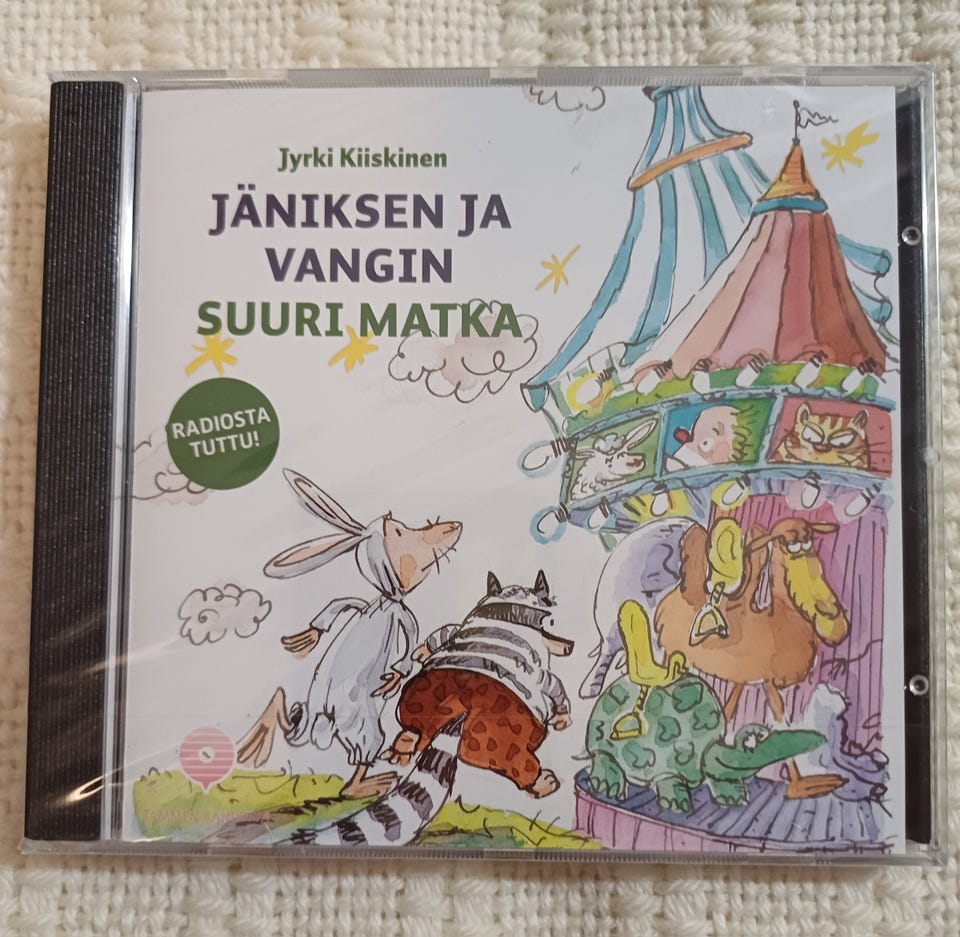 Jyrki Kiiskinen
JÄNIKSEN JA
VANGIN
SUURI MATKA
RADIOSTA
TUTTU!